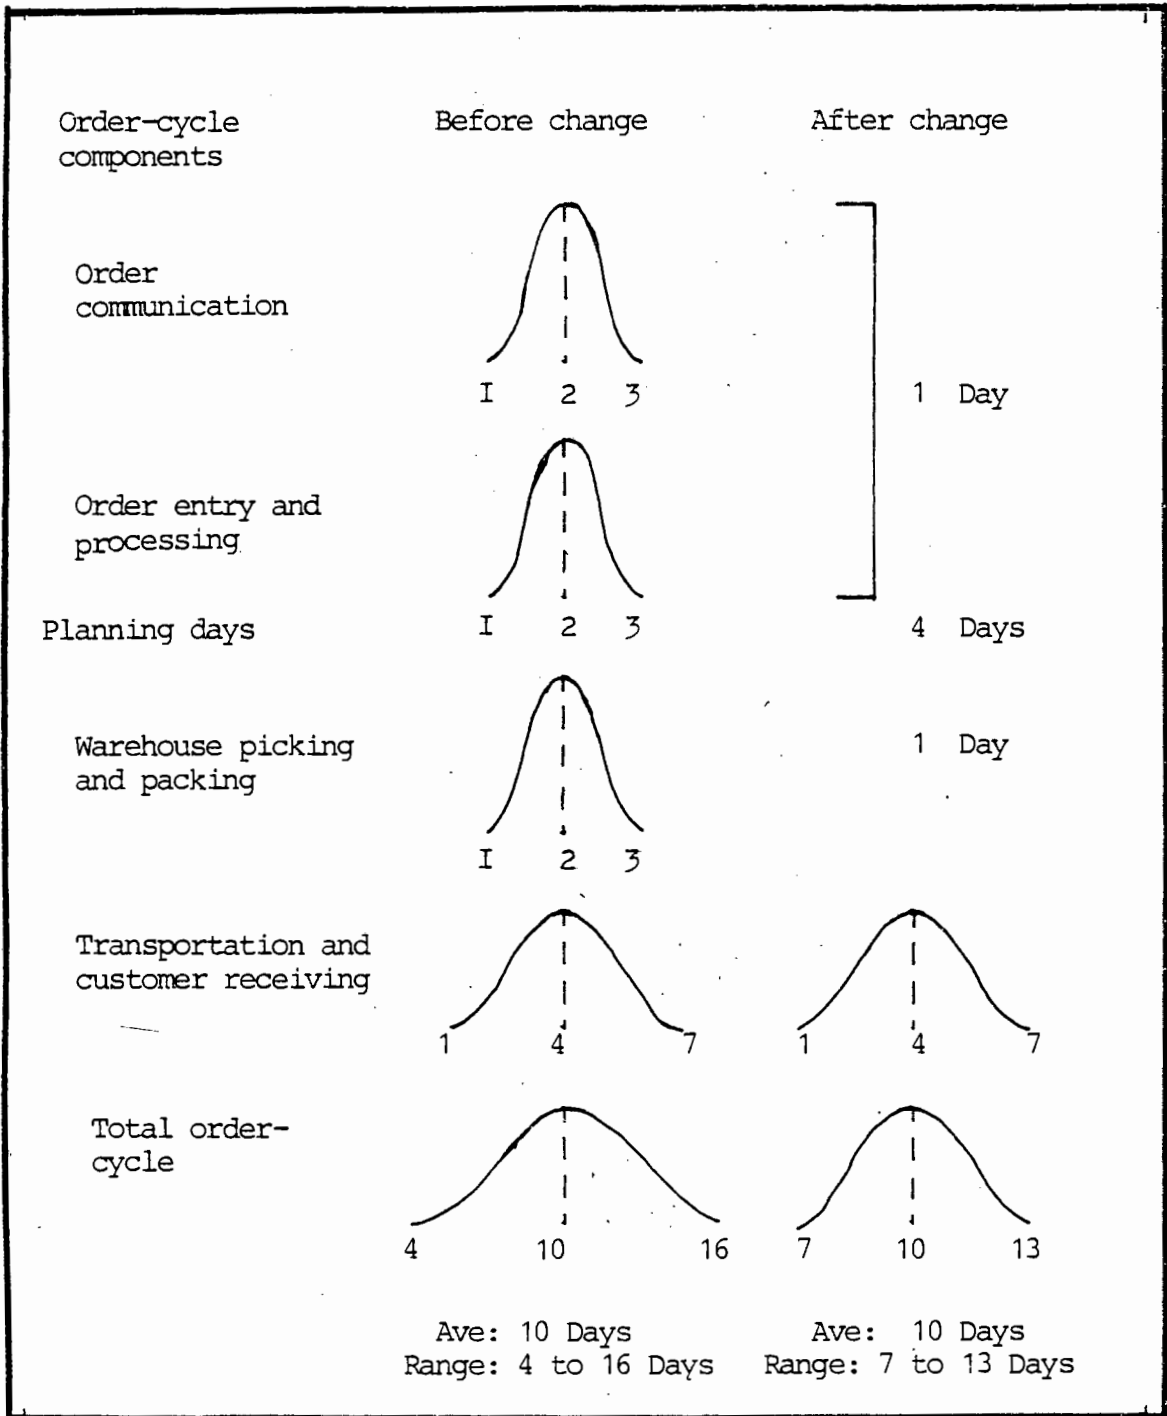 Order-cycle components
Before change
After change
Order
communication
I 2 3
1 Day
Order entry and
processing
Planning days
I 2 3
4 Days
Warehouse picking
and packing
1 Day
I 2 3
Transportation and
customer receiving
1 4 7
1 4 7
Total order-
cycle
4 10 16
7 10 13
Ave: 10 Days
Ave: 10 Days
Range: 4 to 16 Days
Range: 7 to 13 Days